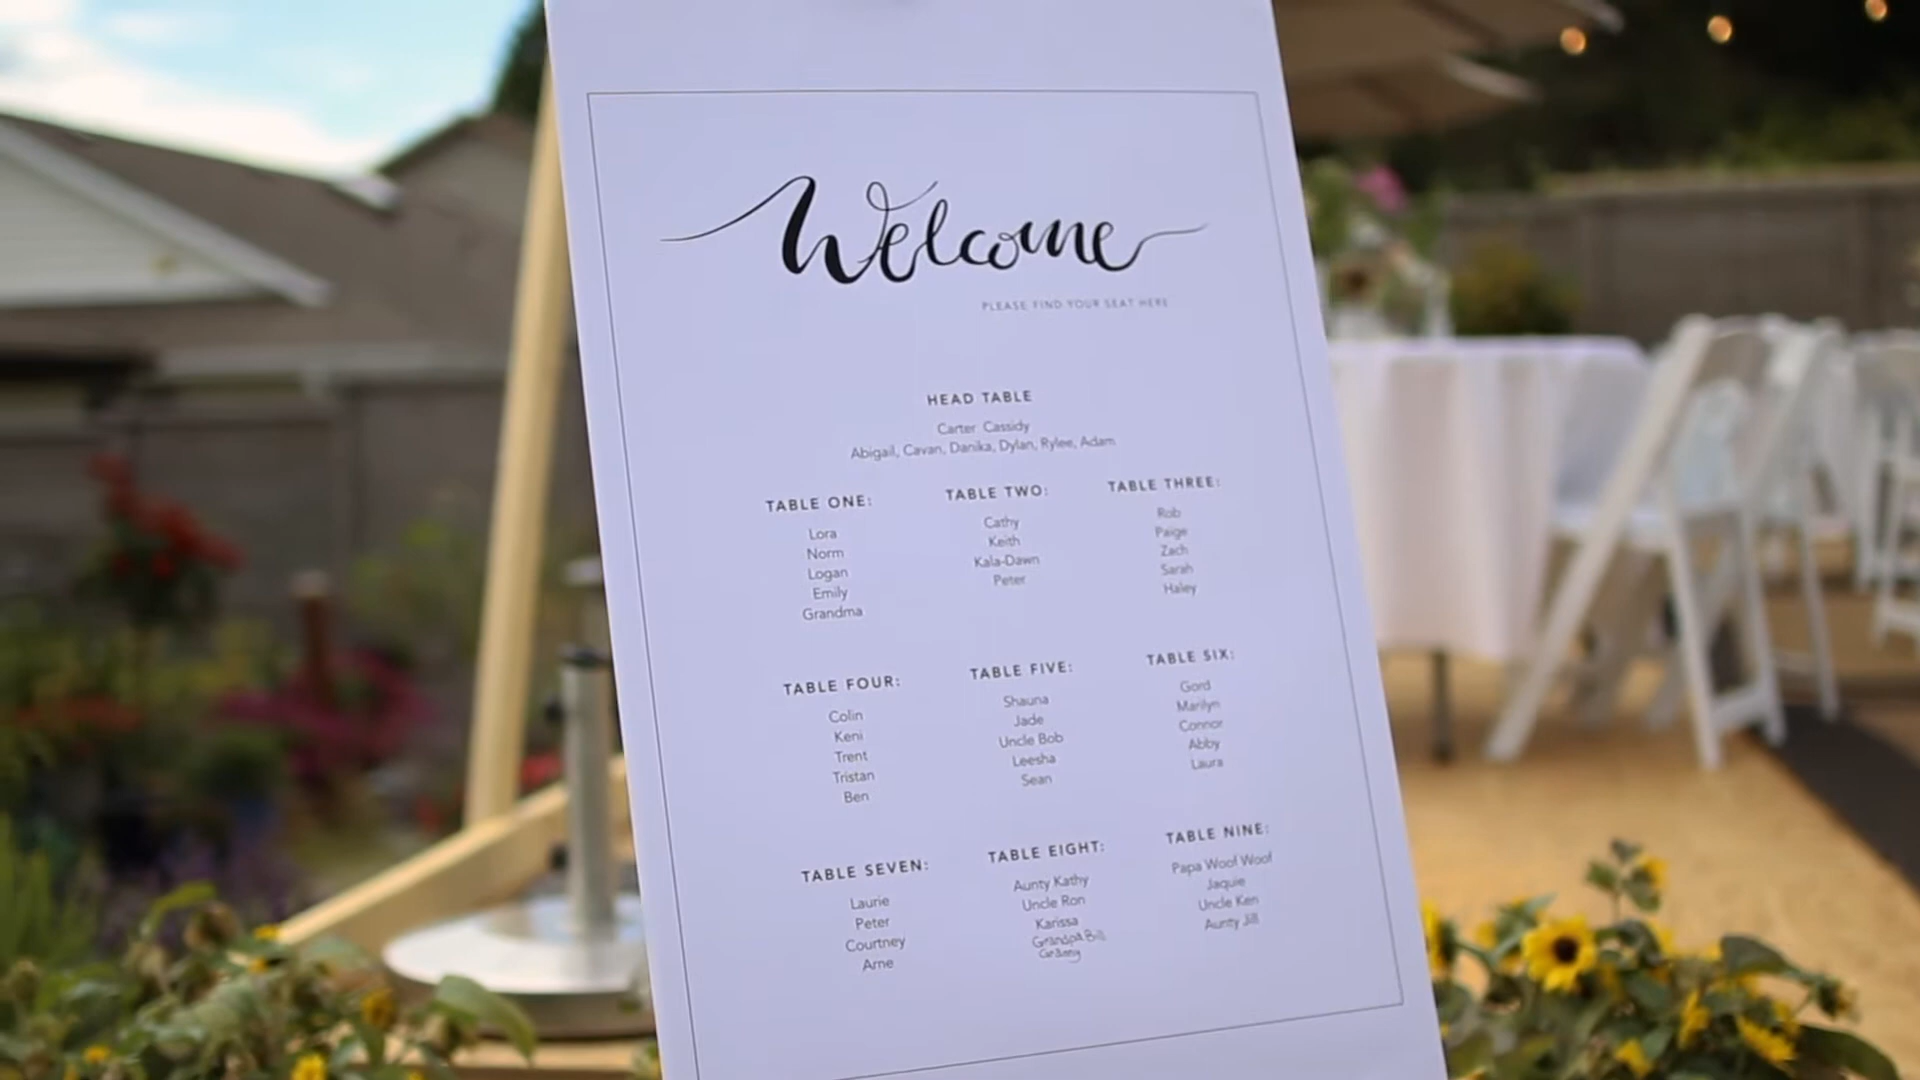 Welcome
PLEASE FIND YOUR SEAT HERE
HEAD TABLE
Carter Cassidy
Abigail, Cavan, Danika, Dylan, Rylee, Adam
TABLE ONE:
Lora
Norm
Logan
Emily
Grandma
TABLE TWO:
Cathy
Keith
Kala-Dawn
Peter
TABLE THREE:
Rob
Paige
Zach
Sarah
Haley
TABLE FOUR:
Colin
Keni
Trent
Tristan
Ben
TABLE FIVE:
Shauna
Jade
Uncle Bob
Leesha
Sean
TABLE SIX:
Gord
Marilyn
Connor
Abby
Laura
TABLE SEVEN:
Laurie
Peter
Courtney
Arne
TABLE EIGHT:
Aunty Kathy
Uncle Ron
Karissa
Grandpa Bill
Granny
TABLE NINE:
Papa Woof Woof
Jaquie
Uncle Ken
Aunty Jill